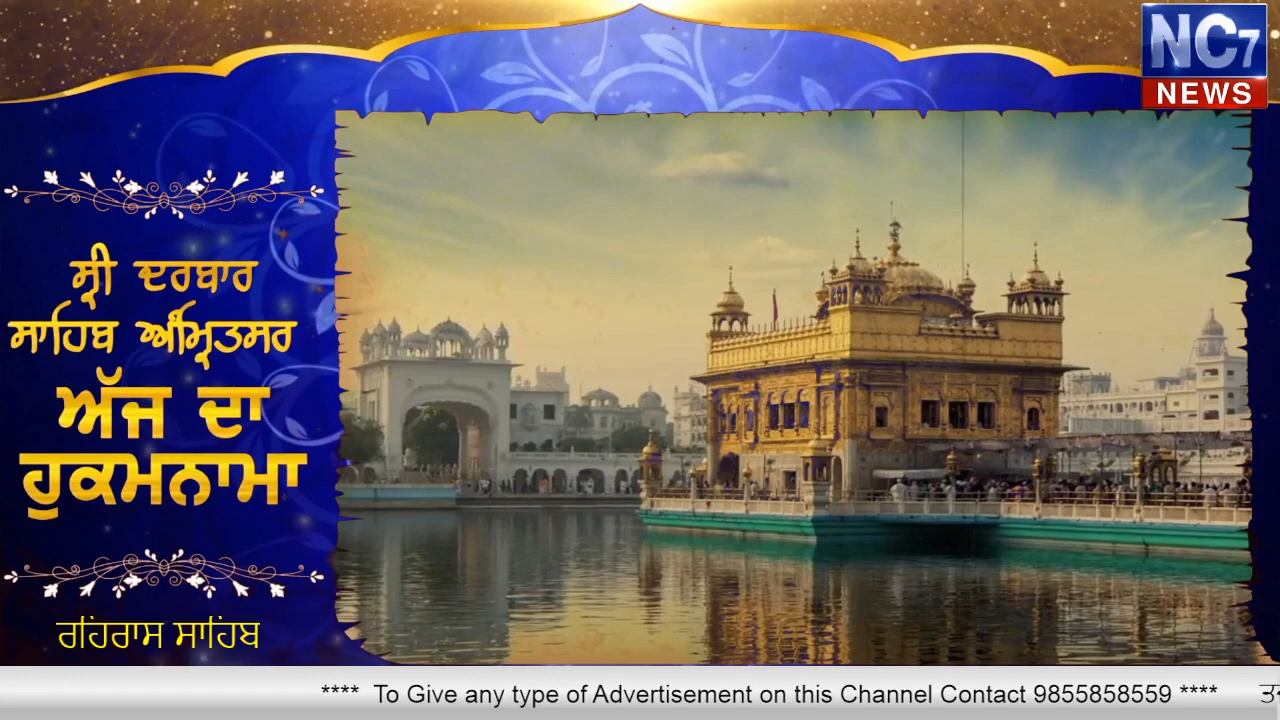 NC7
NEWS
ਸ੍ਰੀ ਦਰਬਾਰ
ਸਾਹਿਬ ਅੰਮ੍ਰਿਤਸਰ
ਅੱਜ ਦਾ
ਹੁਕਮਨਾਮਾ
ਰਹਿਰਾਸ ਸਾਹਿਬ
**** To Give any type of Advertisement on this Channel Contact 9855858559 ****